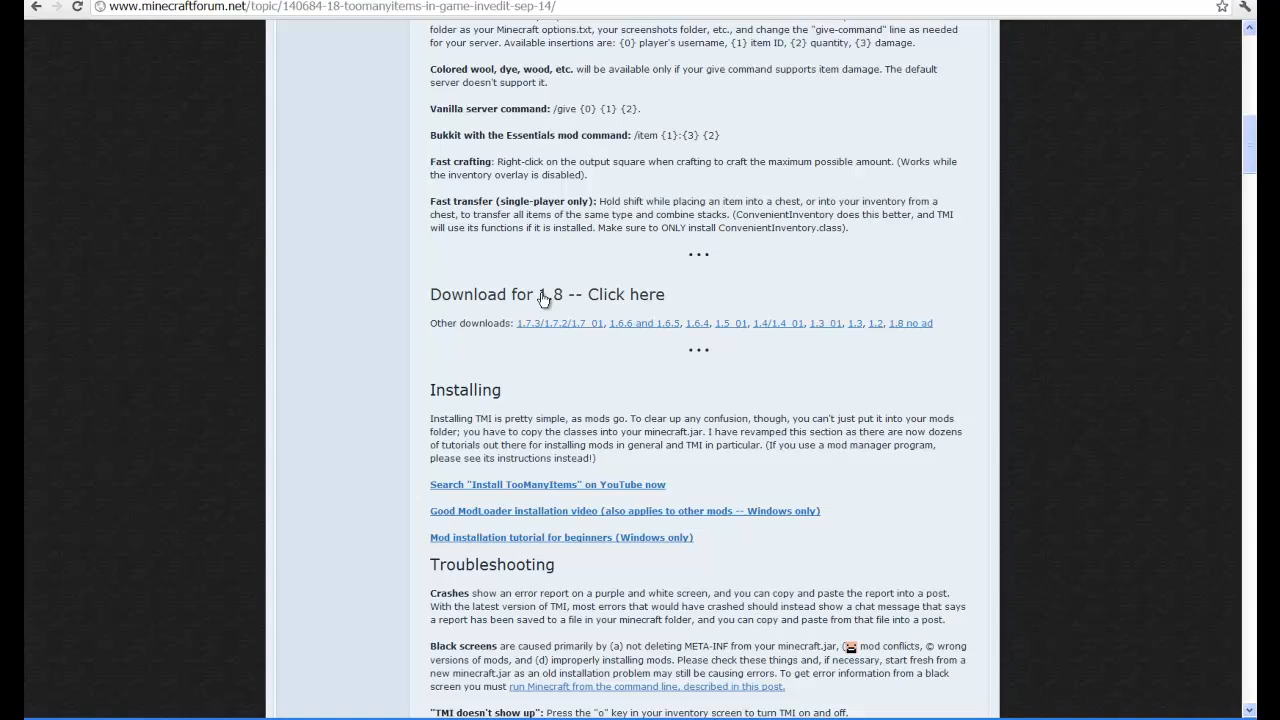 www.minecraftforum.net/topic/140684-18-toomanyitems-in-game-invedit-sep-14/
folder as your Minecraft options.txt, your screenshots folder, etc., and change the "give-command" line as needed
for your server. Available insertions are: {0} player's username, {1} item ID, {2} quantity, {3} damage.
Colored wool, dye, wood, etc. will be available only if your give command supports item damage. The default
server doesn't support it.
Vanilla server command: /give {0} {1} {2}.
Bukkit with the Essentials mod command: /item {1}:{3} {2}
Fast crafting: Right-click on the output square when crafting to craft the maximum possible amount. (Works while
the inventory overlay is disabled).
Fast transfer (single-player only): Hold shift while placing an item into a chest, or into your inventory from a
chest, to transfer all items of the same type and combine stacks. (ConvenientInventory does this better, and TMI
will use its functions if it is installed. Make sure to ONLY install ConvenientInventory.class).
• • •
Download for 1.8 -- Click here
Other downloads: 1.7.3/1.7.2/1.7_01, 1.6.6 and 1.6.5, 1.6.4, 1.5_01, 1.4/1.4_01, 1.3_01, 1.3, 1.2, 1.8 no ad
• • •
Installing
Installing TMI is pretty simple, as mods go. To clear up any confusion, though, you can't just put it into your mods
folder; you have to copy the classes into your minecraft.jar. I have revamped this section as there are now dozens
of tutorials out there for installing mods in general and TMI in particular. (If you use a mod manager program,
please see its instructions instead!)
Search "Install TooManyItems" on YouTube now
Good ModLoader installation video (also applies to other mods -- Windows only)
Mod installation tutorial for beginners (Windows only)
Troubleshooting
Crashes show an error report on a purple and white screen, and you can copy and paste the report into a post.
With the latest version of TMI, most errors that would have crashed should instead show a chat message that says
a report has been saved to a file in your minecraft folder, and you can copy and paste from that file into a post.
Black screens are caused primarily by (a) not deleting META-INF from your minecraft.jar, ( mod conflicts, © wrong
versions of mods, and (d) improperly installing mods. Please check these things and, if necessary, start fresh from a
new minecraft.jar as an old installation problem may still be causing errors. To get error information from a black
screen you must run Minecraft from the command line, described in this post.
"TMI doesn't show up": Press the "o" key in your inventory screen to turn TMI on and off.